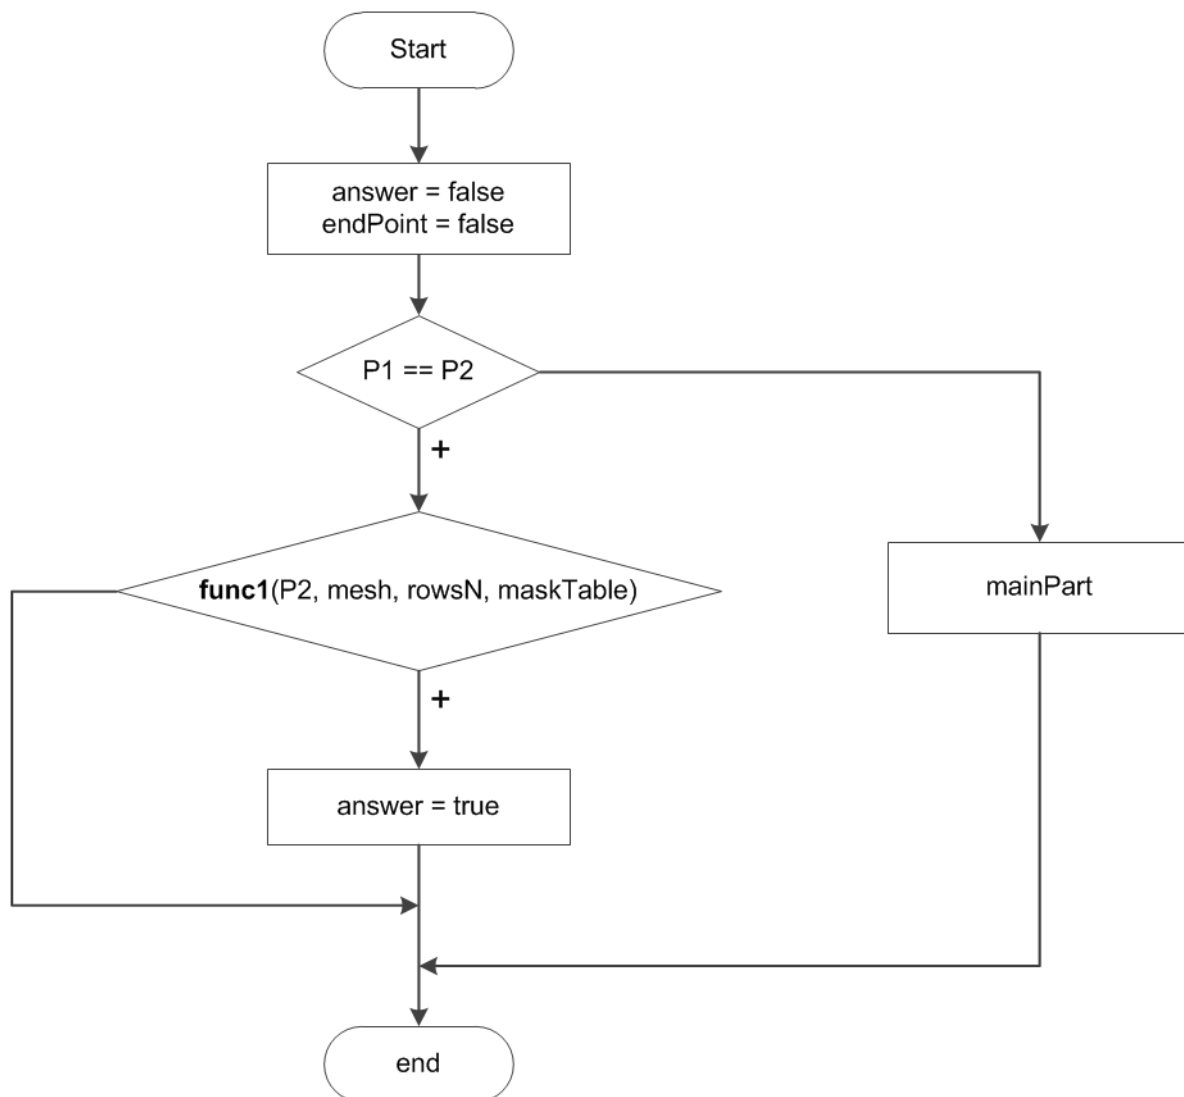 Start
answer = false
endPoint = false
P1 == P2
+
func1(P2, mesh, rowsN, maskTable)
mainPart
+
answer = true
end